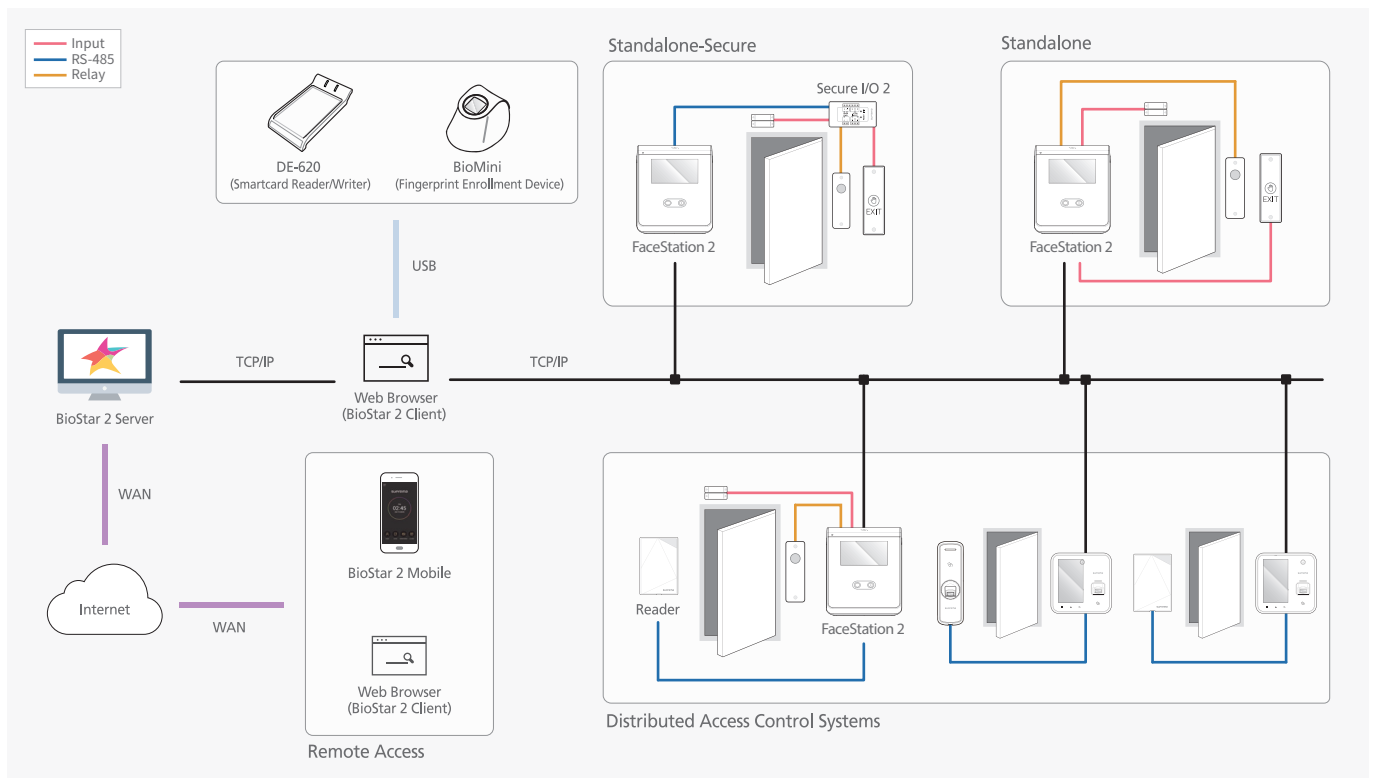 Input
RS-485
Relay
DE-620
(Smartcard Reader/Writer)
BioMini
(Fingerprint Enrollment Device)
USB
Standalone-Secure
Secure I/O 2
EXIT
FaceStation 2
Standalone
EXIT
FaceStation 2
BioStar 2 Server
TCP/IP
Web Browser
(BioStar 2 Client)
TCP/IP
WAN
Internet
WAN
02:45
BioStar 2 Mobile
Web Browser
(BioStar 2 Client)
Remote Access
Reader
FaceStation 2
Distributed Access Control Systems